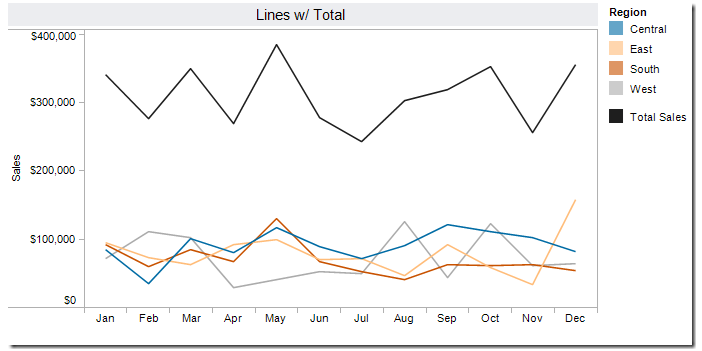 Lines w/ Total
Region
Central
East
South
West
Total Sales
Sales
$400,000
$300,000
$200,000
$100,000
$0
Jan Feb Mar Apr May Jun Jul Aug Sep Oct Nov Dec